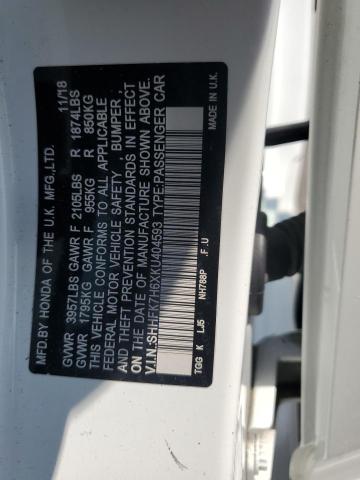 MFD.BY HONDA OF THE U.K. MFG.,LTD. 11/18
GVWR 3957LBS GAWR F 2105LBS R 1874LBS
GVWR 1795KG GAWR F 955KG R 850KG
THIS VEHICLE CONFORMS TO ALL APPLICABLE
FEDERAL MOTOR VEHICLE SAFETY , BUMPER ,
AND THEFT PREVENTION STANDARDS IN EFFECT
ON THE DATE OF MANUFACTURE SHOWN ABOVE.
V.I.N.:SHHFK7H6XKU404593 TYPE:PASSENGER CAR
TGG K LJ5 NH788P .F .U MADE IN U.K.